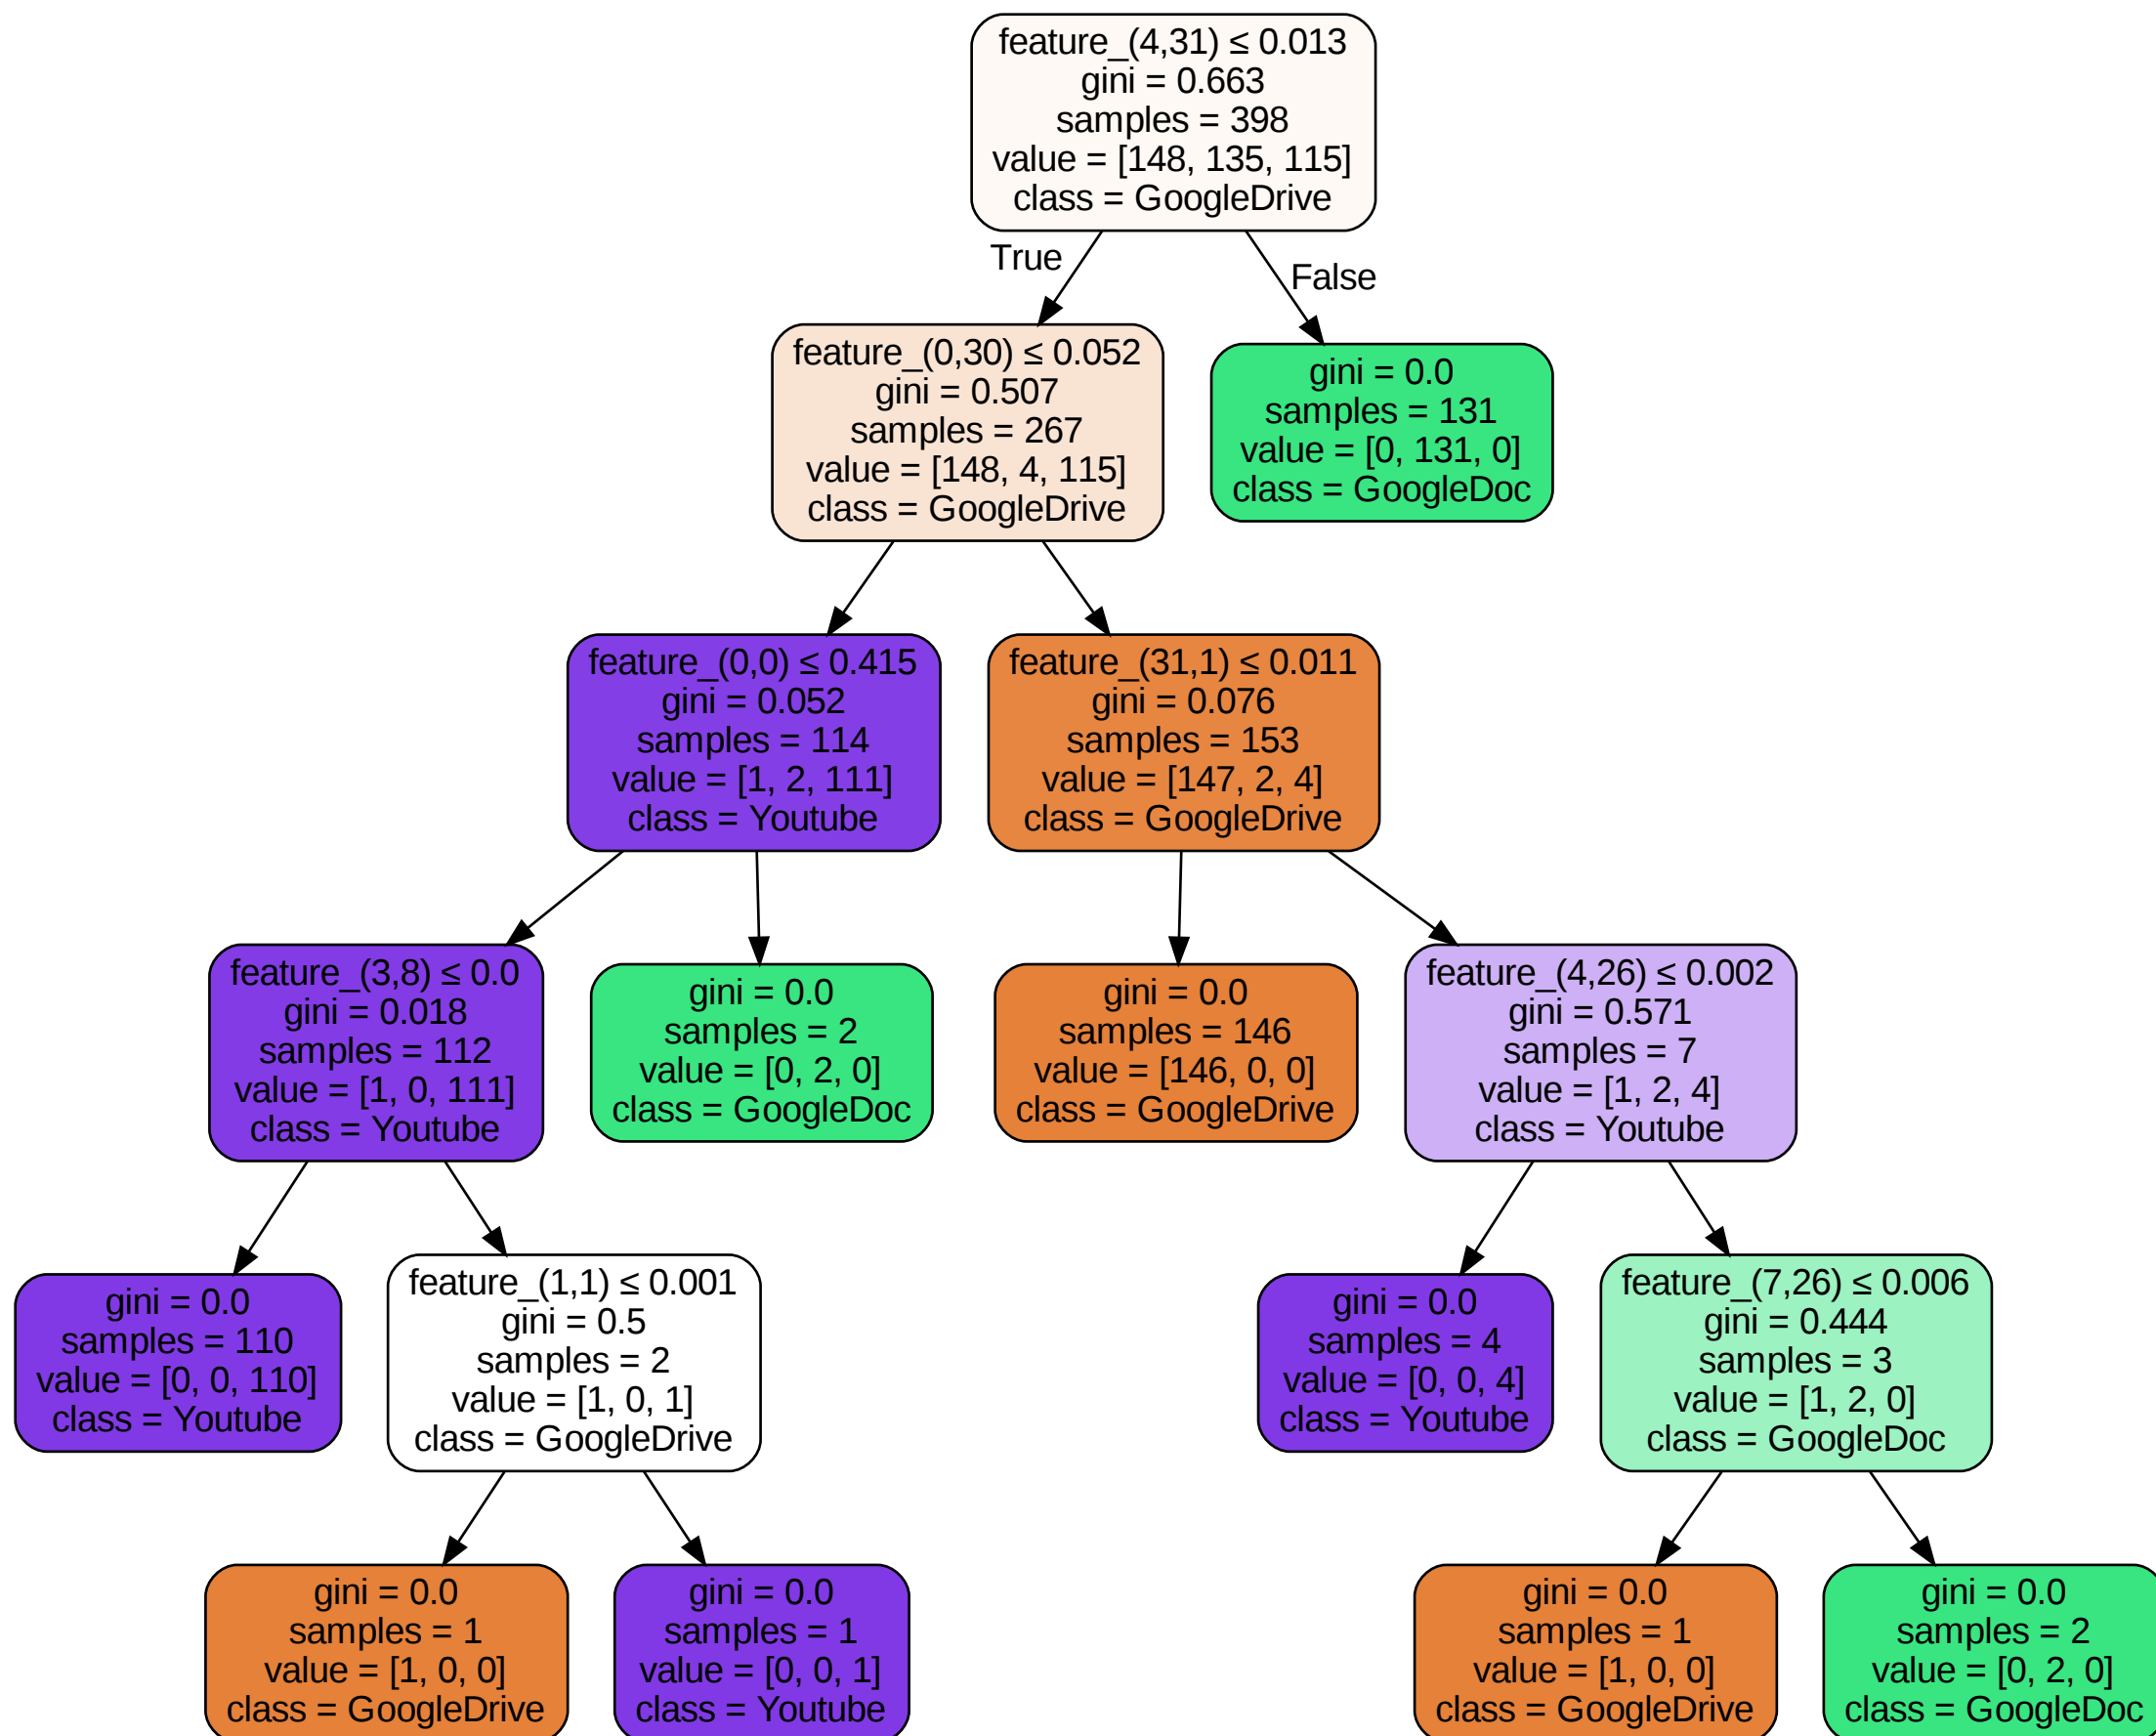 feature_(4,31) ≤ 0.013
gini = 0.663
samples = 398
value = [148, 135, 115]
class = GoogleDrive
True
False
feature_(0,30) ≤ 0.052
gini = 0.507
samples = 267
value = [148, 4, 115]
class = GoogleDrive
gini = 0.0
samples = 131
value = [0, 131, 0]
class = GoogleDoc
feature_(0,0) ≤ 0.415
gini = 0.052
samples = 114
value = [1, 2, 111]
class = Youtube
feature_(31,1) ≤ 0.011
gini = 0.076
samples = 153
value = [147, 2, 4]
class = GoogleDrive
feature_(3,8) ≤ 0.0
gini = 0.018
samples = 112
value = [1, 0, 111]
class = Youtube
gini = 0.0
samples = 2
value = [0, 2, 0]
class = GoogleDoc
gini = 0.0
samples = 146
value = [146, 0, 0]
class = GoogleDrive
feature_(4,26) ≤ 0.002
gini = 0.571
samples = 7
value = [1, 2, 4]
class = Youtube
gini = 0.0
samples = 110
value = [0, 0, 110]
class = Youtube
feature_(1,1) ≤ 0.001
gini = 0.5
samples = 2
value = [1, 0, 1]
class = GoogleDrive
gini = 0.0
samples = 4
value = [0, 0, 4]
class = Youtube
feature_(7,26) ≤ 0.006
gini = 0.444
samples = 3
value = [1, 2, 0]
class = GoogleDoc
gini = 0.0
samples = 1
value = [1, 0, 0]
class = GoogleDrive
gini = 0.0
samples = 1
value = [0, 0, 1]
class = Youtube
gini = 0.0
samples = 1
value = [1, 0, 0]
class = GoogleDrive
gini = 0.0
samples = 2
value = [0, 2, 0]
class = GoogleDoc